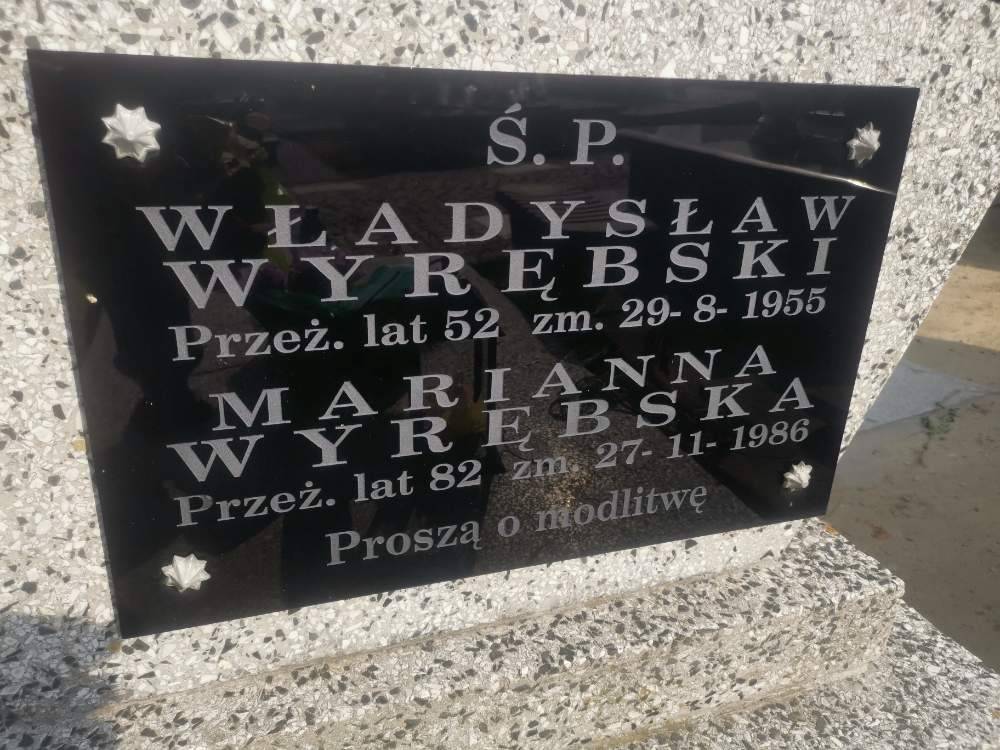 Ś. P.
WŁADYSŁAW
WYRĘBSKI
Przeż. lat 52 zm. 29- 8- 1955
MARIANNA
WYRĘBSKA
Przeż. lat 82 zm. 27- 11- 1986
Proszą o modlitwę